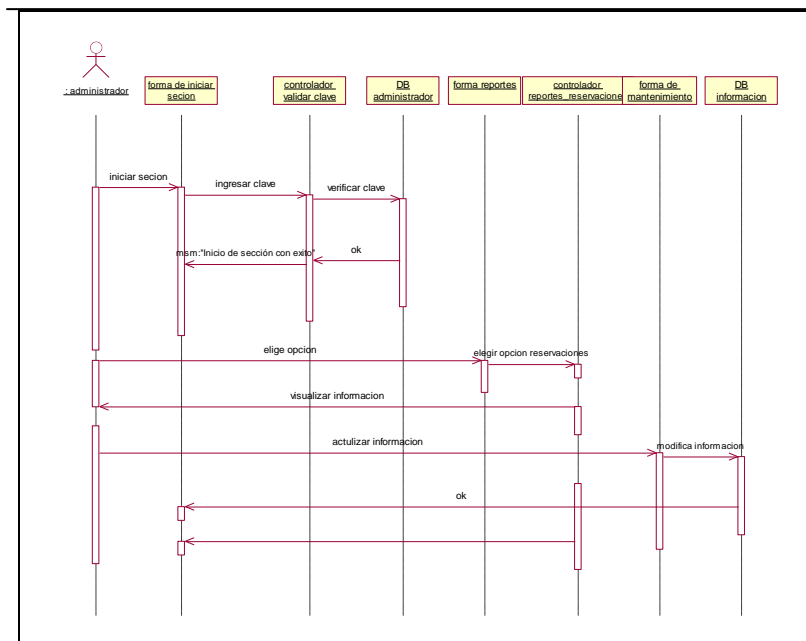 : administrador
forma de iniciar
secion
controlador
validar clave
DB
administrador
forma reportes
controlador
reportes_reservacione
forma de
mantenimiento
DB
informacion
iniciar secion
ingresar clave
verificar clave
ok
msm:"Inicio de sección con exito"
elige opcion
elegir opcion reservaciones
visualizar informacion
actulizar informacion
modifica informacion
ok